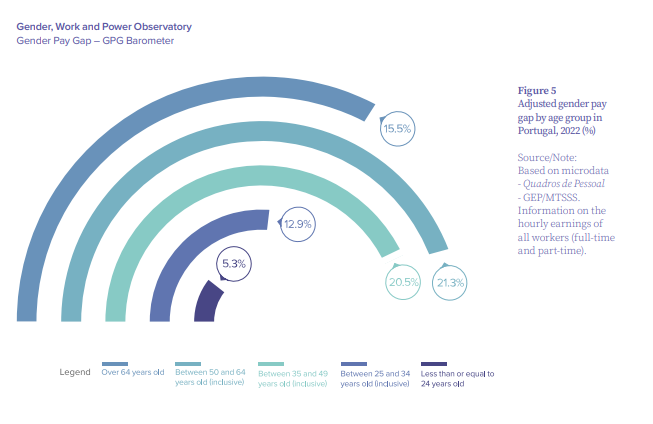 Gender, Work and Power Observatory
Gender Pay Gap – GPG Barometer
15.5%
12.9%
5.3%
20.5%
21.3%
Figure 5
Adjusted gender pay
gap by age group in
Portugal, 2022 (%)
Source/Note:
Based on microdata
- Quadros de Pessoal
- GEP/MTSSS.
Information on the
hourly earnings of
all workers (full-time
and part-time).
Legend
Over 64 years old
Between 50 and 64
years old (inclusive)
Between 35 and 49
years old (inclusive)
Between 25 and 34
years old (inclusive)
Less than or equal to
24 years old